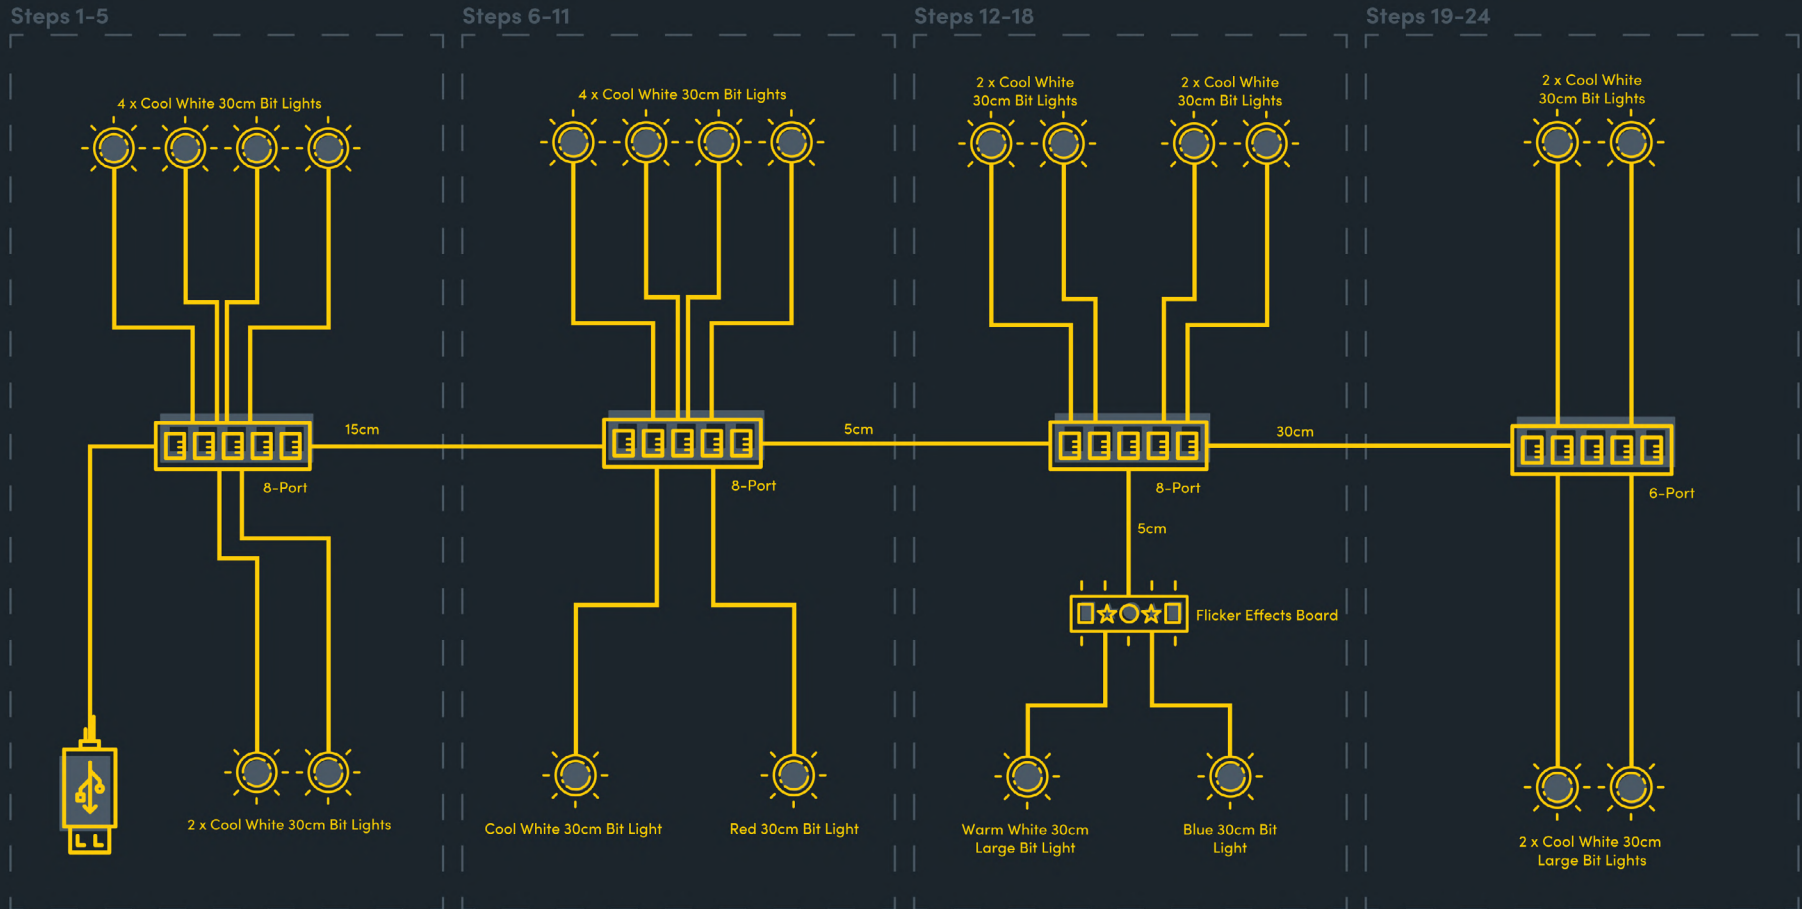 Steps 1-5
4 x Cool White 30cm Bit Lights
15cm
8-Port
2 x Cool White 30cm Bit Lights
Steps 6-11
4 x Cool White 30cm Bit Lights
5cm
8-Port
Cool White 30cm Bit Light
Red 30cm Bit Light
Steps 12-18
2 x Cool White
30cm Bit Lights
2 x Cool White
30cm Bit Lights
30cm
8-Port
5cm
Flicker Effects Board
Warm White 30cm
Large Bit Light
Blue 30cm Bit
Light
Steps 19-24
2 x Cool White
30cm Bit Lights
6-Port
2 x Cool White 30cm
Large Bit Lights